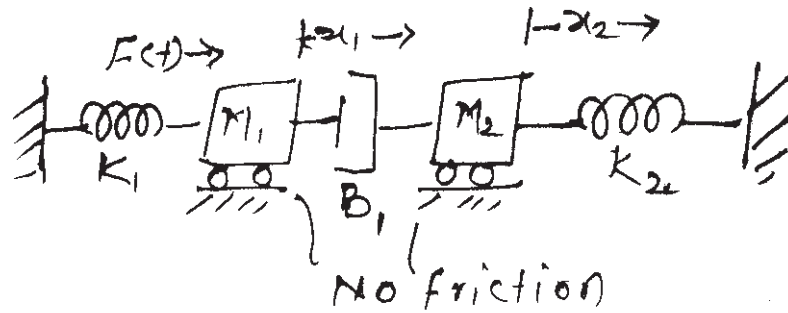 F(t)→ ⊢x₁→ ⊢x₂→
K₁ M₁ B₁ M₂ K₂
No friction